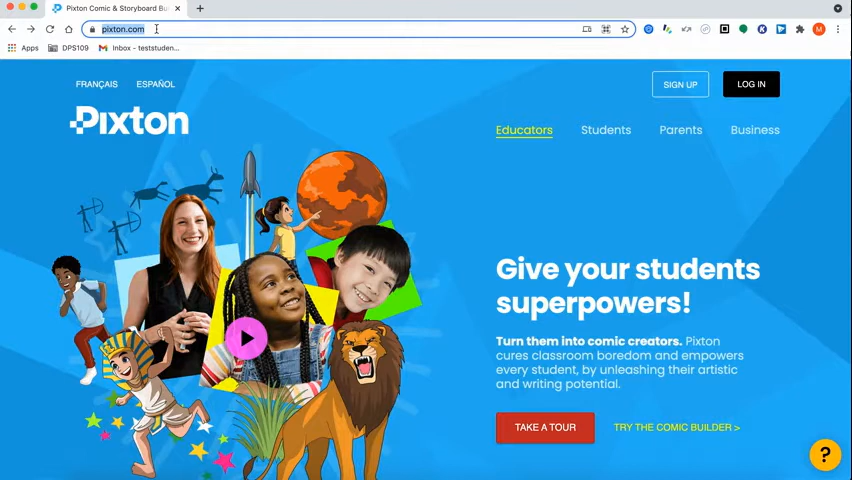 Pixton Comic & Storyboard Bu
pixton.com
Apps
DPS109
Inbox - teststuden...
FRANÇAIS
ESPAÑOL
SIGN UP
LOG IN
Pixton
Educators
Students
Parents
Business
Give your students
superpowers!
Turn them into comic creators. Pixton
cures classroom boredom and empowers
every student, by unleashing their artistic
and writing potential.
TAKE A TOUR
TRY THE COMIC BUILDER >
?
M